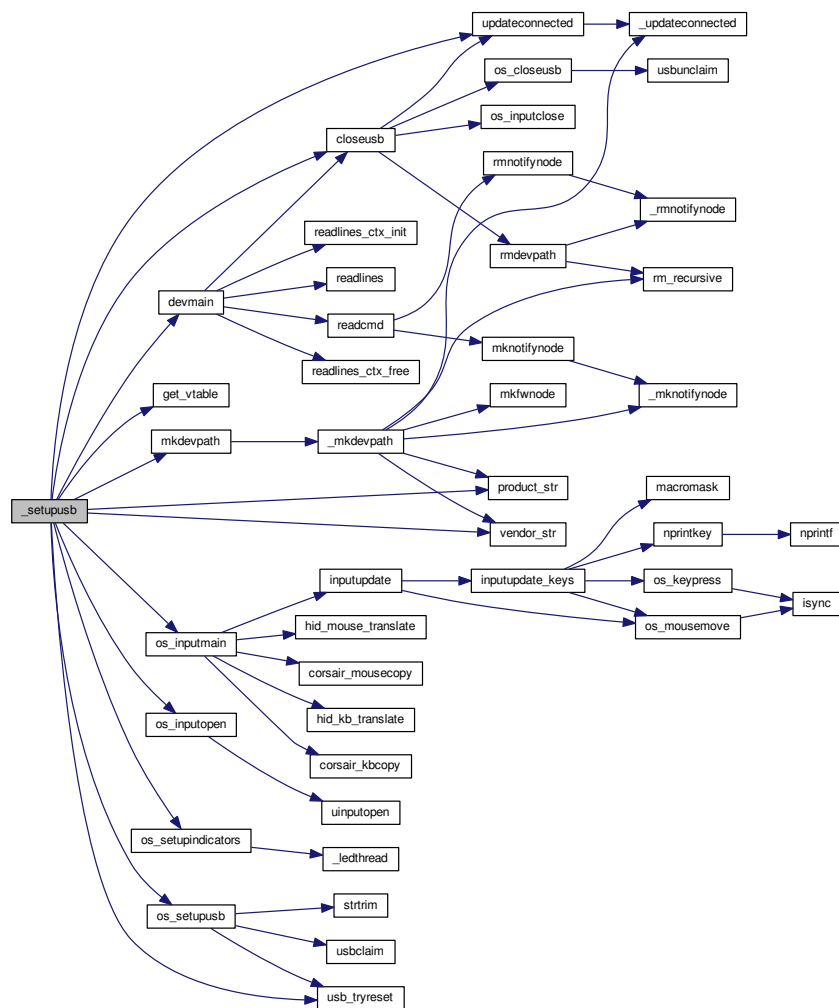 updateconnected
_updateconnected
os_closeusb
usbunclaim
os_inputclose
closeusb
rmnotifynode
_rmnotifynode
readlines_ctx_init
rmdevpath
rm_recursive
readlines
devmain
readcmd
mknotifynode
readlines_ctx_free
get_vtable
mkfwnode
_mknotifynode
mkdevpath
_mkdevpath
product_str
macromask
_setupusb
vendor_str
nprintkey
nprintf
inputupdate
inputupdate_keys
os_keypress
isync
hid_mouse_translate
os_mousemove
os_inputmain
corsair_mousecopy
hid_kb_translate
os_inputopen
corsair_kbcopy
uinputopen
os_setupindicators
_ledthread
strtrim
os_setupusb
usbclaim
usb_tryreset